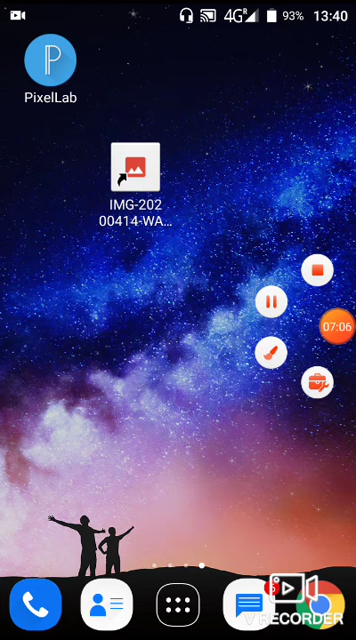 4G R 93% 13:40
PixelLab
IMG-202
00414-WA...
07:06
V RECORDER